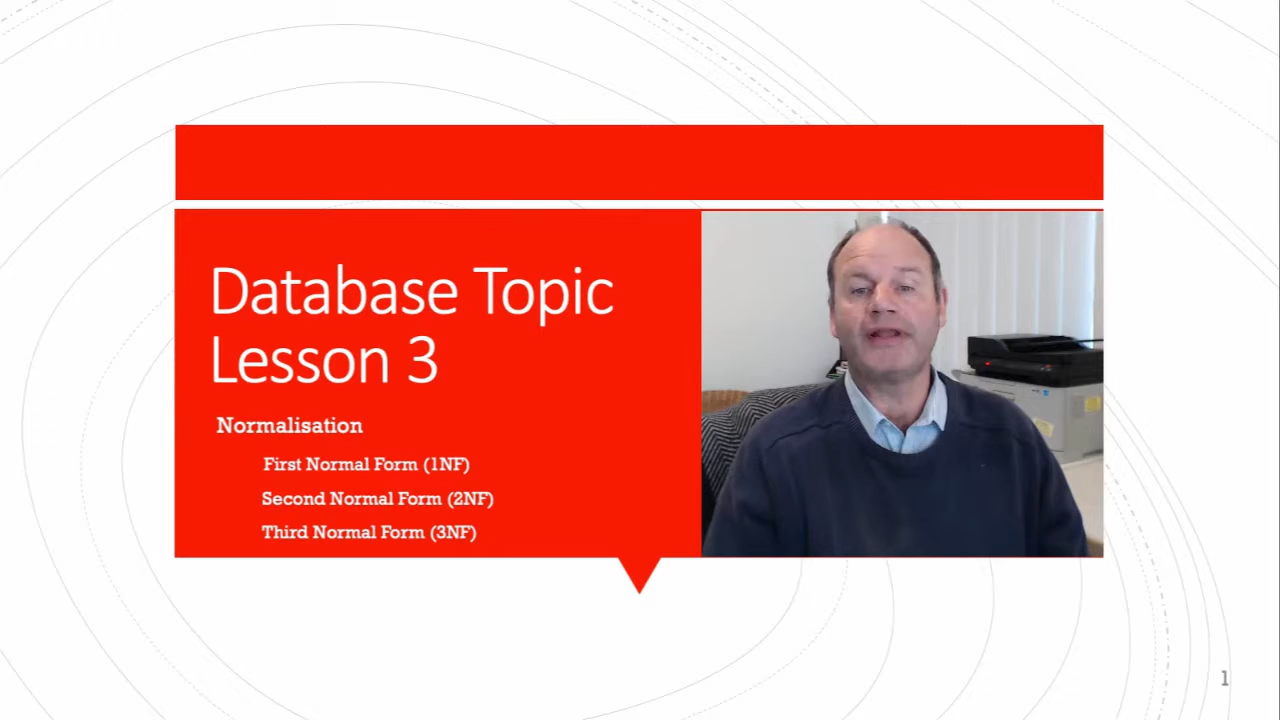 Database Topic
Lesson 3
Normalisation
First Normal Form (1NF)
Second Normal Form (2NF)
Third Normal Form (3NF)
1